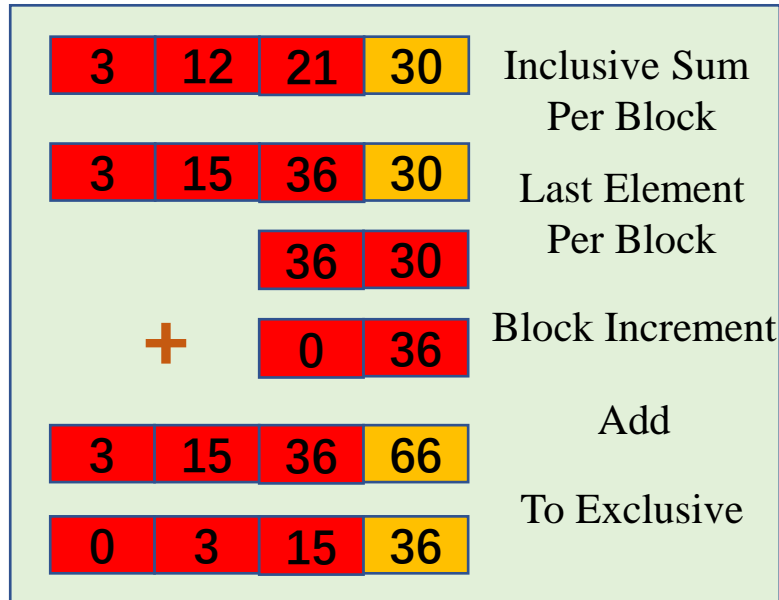 3 12 21 30
Inclusive Sum
Per Block
3 15 36 30
Last Element
Per Block
36 30
Block Increment
+ 0 36
Add
3 15 36 66
To Exclusive
0 3 15 36